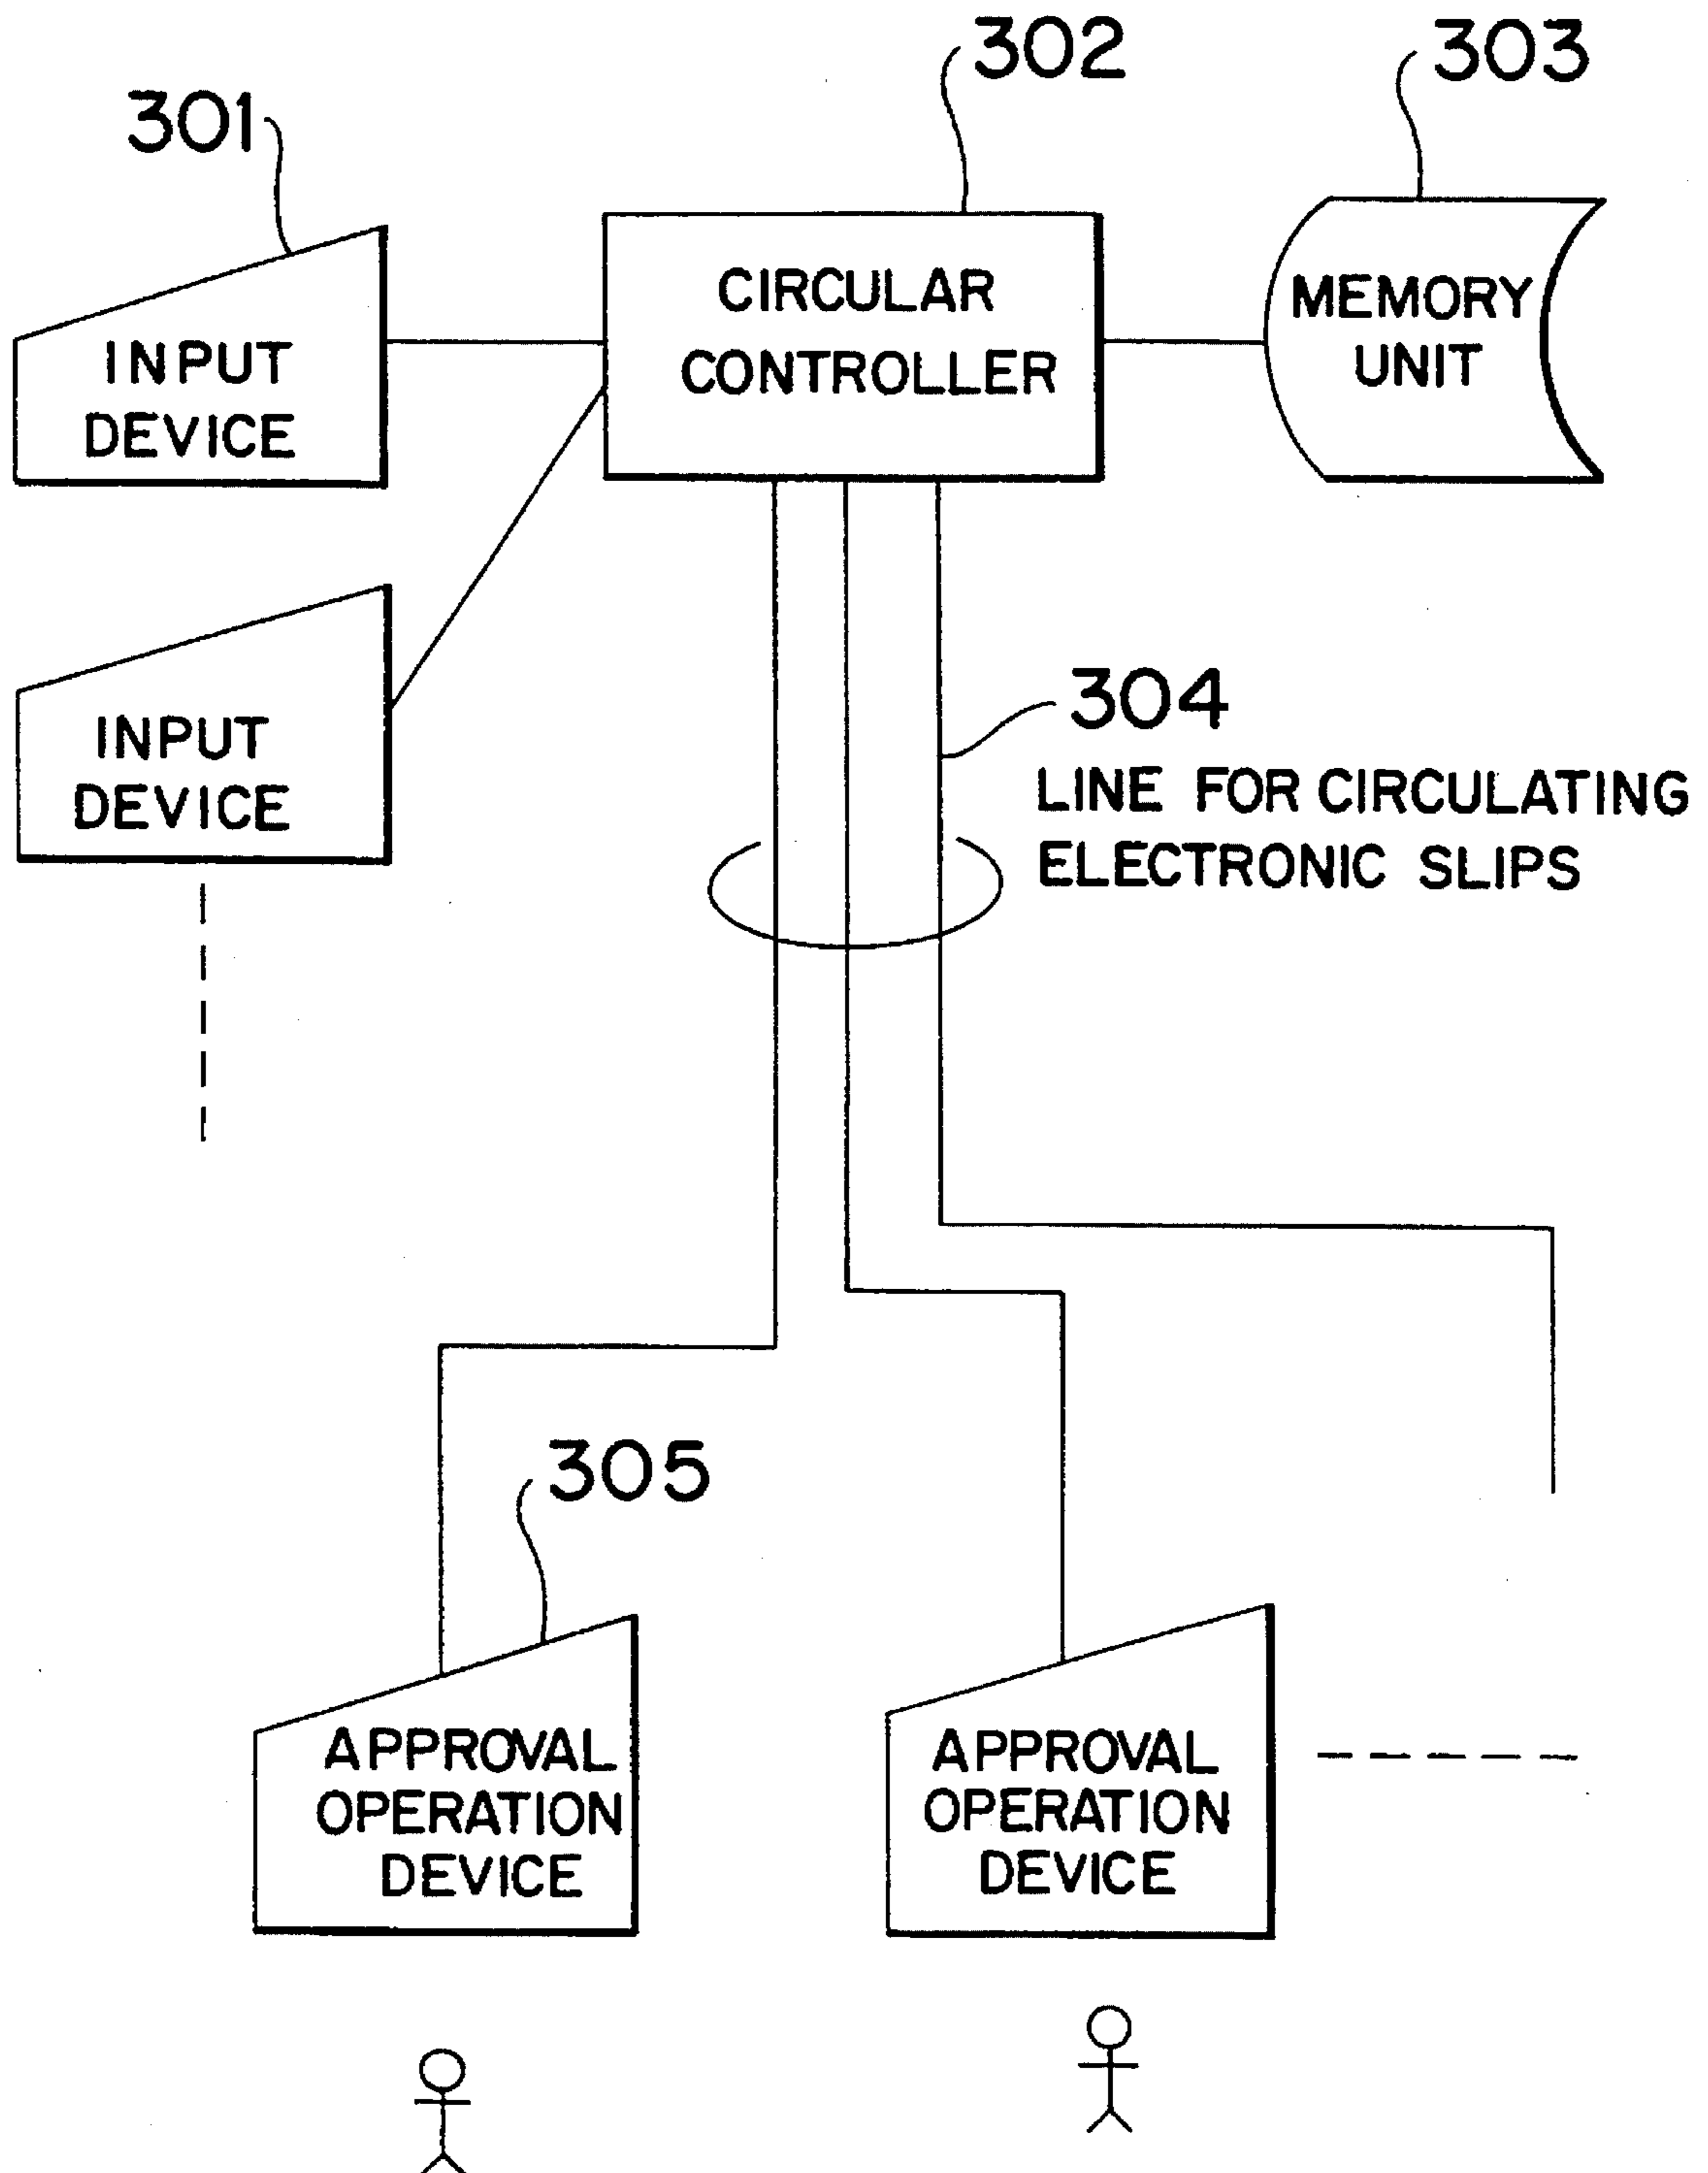 302
303
301
CIRCULAR
CONTROLLER
MEMORY
UNIT
INPUT
DEVICE
304
INPUT
DEVICE
LINE FOR CIRCULATING
ELECTRONIC SLIPS
305
APPROVAL
OPERATION
DEVICE
APPROVAL
OPERATION
DEVICE